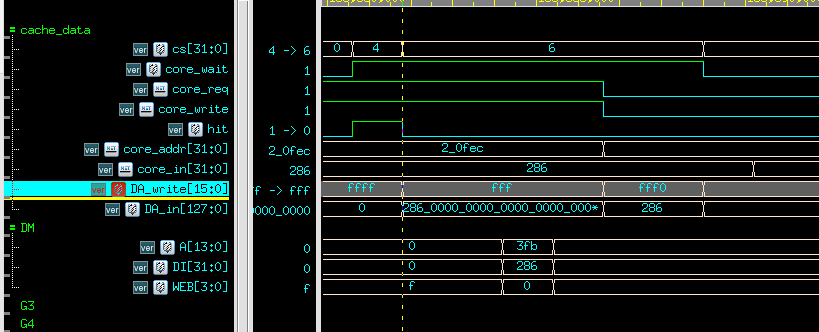 cache_data
ver cs[31:0] 4 -> 6 0 4 6
ver core_wait 1
ver core_req 1
ver core_write 1
ver hit 1 -> 0
ver core_addr[31:0] 2_0fec 2_0fec
ver core_in[31:0] 286 286
ver DA_write[15:0] ff -> fff ffff fff fff0
ver DA_in[127:0] 0000_0000 0 286_0000_0000_0000_0000_000* 286
DM
ver A[13:0] 0 0 3fb
ver DI[31:0] 0 0 286
ver WEB[3:0] f f 0
G3
G4